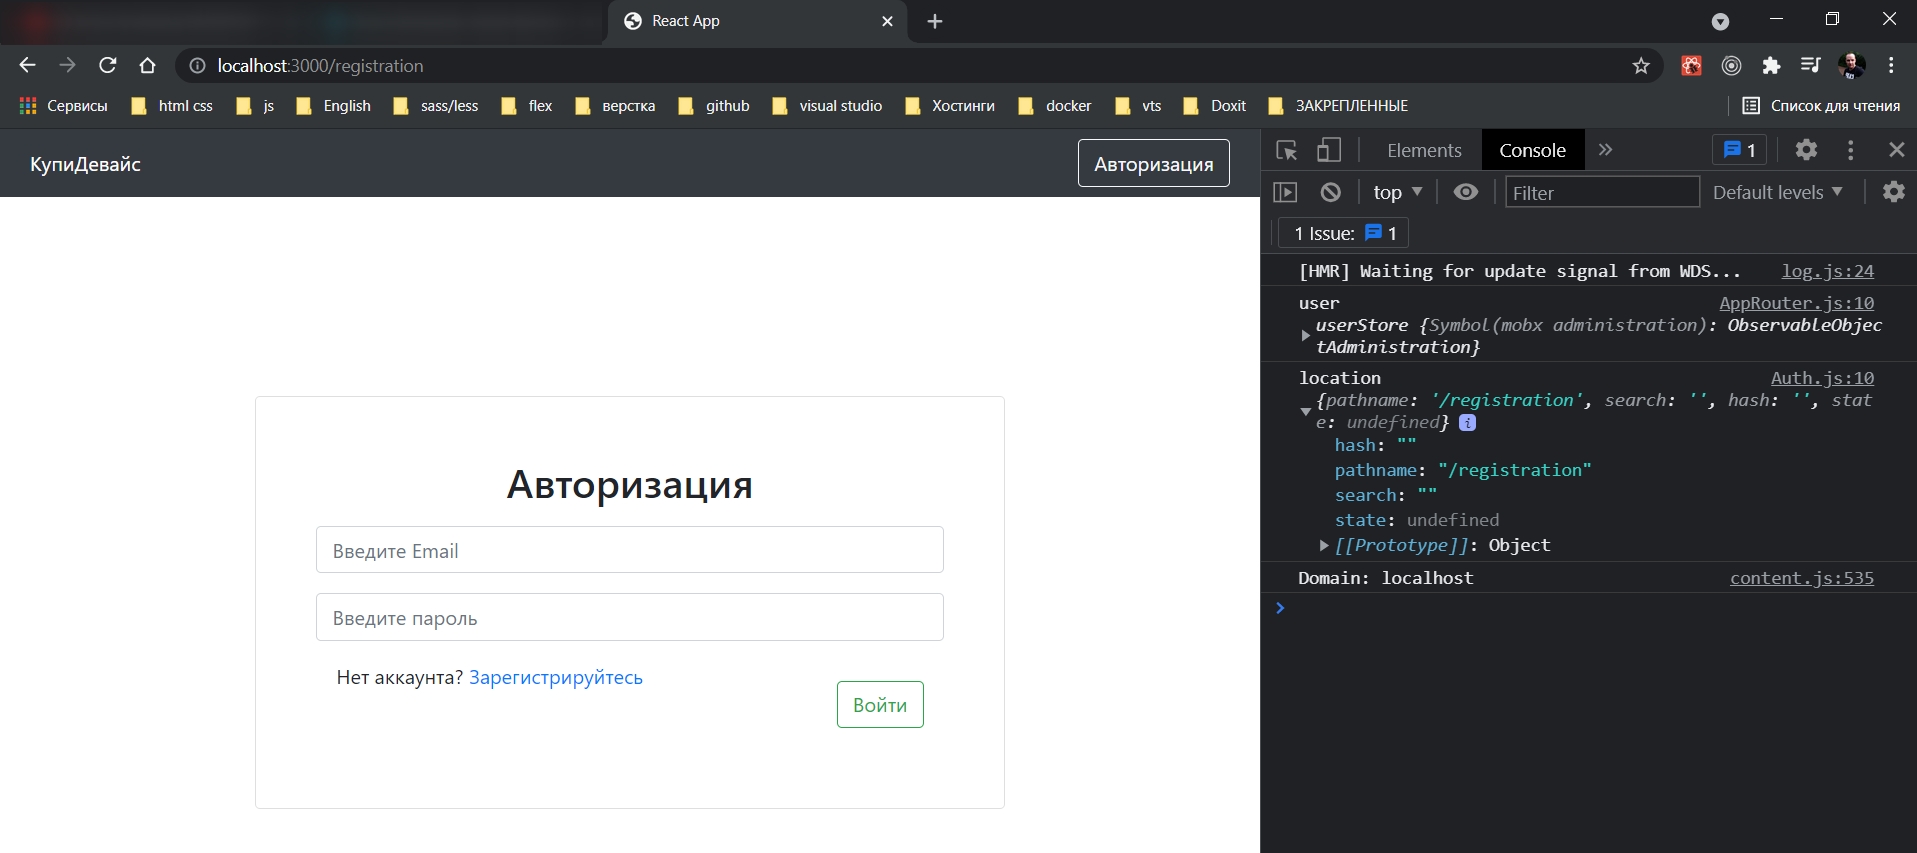 React App
localhost:3000/registration
Сервисы html css js English sass/less flex верстка github visual studio Хостинги docker vts Doxit ЗАКРЕПЛЕННЫЕ Список для чтения
КупиДевайс Авторизация
Авторизация
Введите Email
Введите пароль
Нет аккаунта? Зарегистрируйтесь
Войти
Elements Console 1
top Filter Default levels
1 Issue: 1
[HMR] Waiting for update signal from WDS... log.js:24
user AppRouter.js:10
userStore {Symbol(mobx administration): ObservableObjec
tAdministration}
location Auth.js:10
{pathname: '/registration', search: '', hash: '', stat
e: undefined} i
hash: ""
pathname: "/registration"
search: ""
state: undefined
[[Prototype]]: Object
Domain: localhost content.js:535